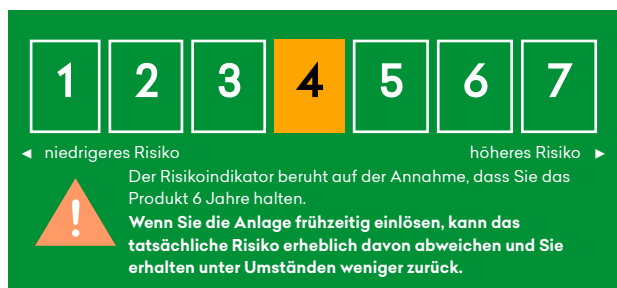 1 2 3 4 5 6 7
◄ niedrigeres Risiko höheres Risiko ►
Der Risikoindikator beruht auf der Annahme, dass Sie das
Produkt 6 Jahre halten.
Wenn Sie die Anlage frühzeitig einlösen, kann das
tatsächliche Risiko erheblich davon abweichen und Sie
erhalten unter Umständen weniger zurück.
!